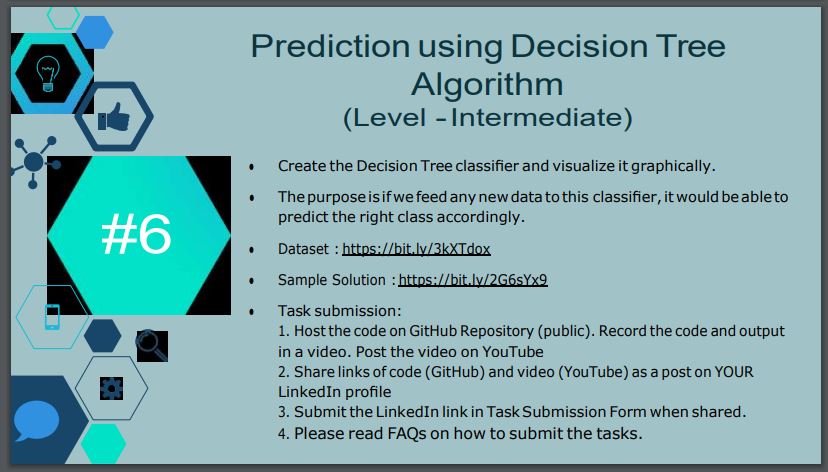 Prediction using Decision Tree
Algorithm
(Level - Intermediate)
#6
• Create the Decision Tree classifier and visualize it graphically.
• The purpose is if we feed any new data to this classifier, it would be able to
predict the right class accordingly.
• Dataset : https://bit.ly/3kXTdox
• Sample Solution : https://bit.ly/2G6sYx9
• Task submission:
1. Host the code on GitHub Repository (public). Record the code and output
in a video. Post the video on YouTube
2. Share links of code (GitHub) and video (YouTube) as a post on YOUR
LinkedIn profile
3. Submit the LinkedIn link in Task Submission Form when shared.
4. Please read FAQs on how to submit the tasks.